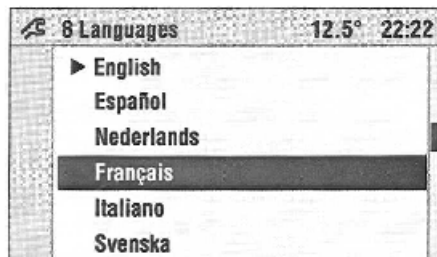 8 Languages 12.5° 22:22
▶ English
Español
Nederlands
Français
Italiano
Svenska